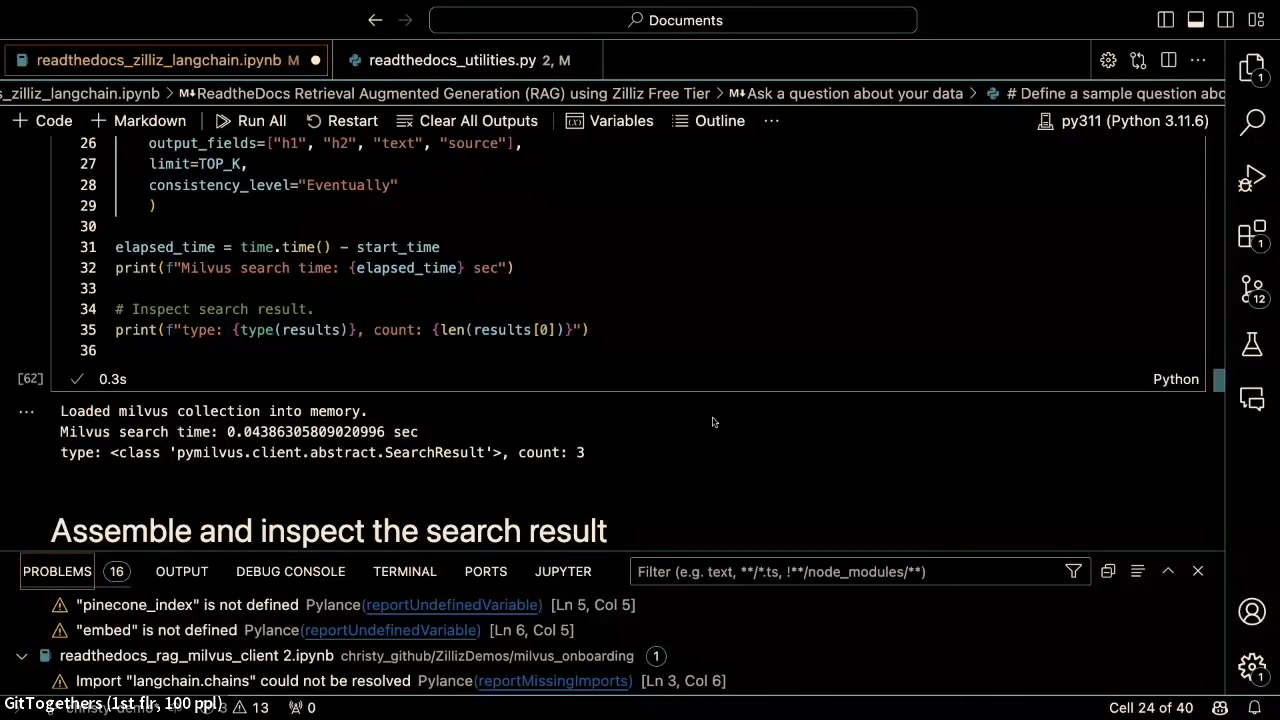 Documents
readthedocs_zilliz_langchain.ipynb M
readthedocs_utilities.py 2, M
s_zilliz_langchain.ipynb > M↓ReadtheDocs Retrieval Augmented Generation (RAG) using Zilliz Free Tier > M↓Ask a question about your data > # Define a sample question abo
+ Code + Markdown Run All Restart Clear All Outputs Variables Outline ··· py311 (Python 3.11.6)
26 output_fields=["h1", "h2", "text", "source"],
27 limit=TOP_K,
28 consistency_level="Eventually"
29 )
30
31 elapsed_time = time.time() - start_time
32 print(f"Milvus search time: {elapsed_time} sec")
33
34 # Inspect search result.
35 print(f"type: {type(results)}, count: {len(results[0])}")
36
[62] ✓ 0.3s Python
Loaded milvus collection into memory.
Milvus search time: 0.04386305809020996 sec
type: <class 'pymilvus.client.abstract.SearchResult'>, count: 3
Assemble and inspect the search result
PROBLEMS 16 OUTPUT DEBUG CONSOLE TERMINAL PORTS JUPYTER Filter (e.g. text, **/*.ts, !**/node_modules/**)
"pinecone_index" is not defined Pylance(reportUndefinedVariable) [Ln 5, Col 5]
"embed" is not defined Pylance(reportUndefinedVariable) [Ln 6, Col 5]
readthedocs_rag_milvus_client 2.ipynb christy_github/ZillizDemos/milvus_onboarding 1
Import "langchain.chains" could not be resolved Pylance(reportMissingImports) [Ln 3, Col 6]
GitTogethers (1st flr, 100 ppl)
13 0 Cell 24 of 40
1
1
12
1